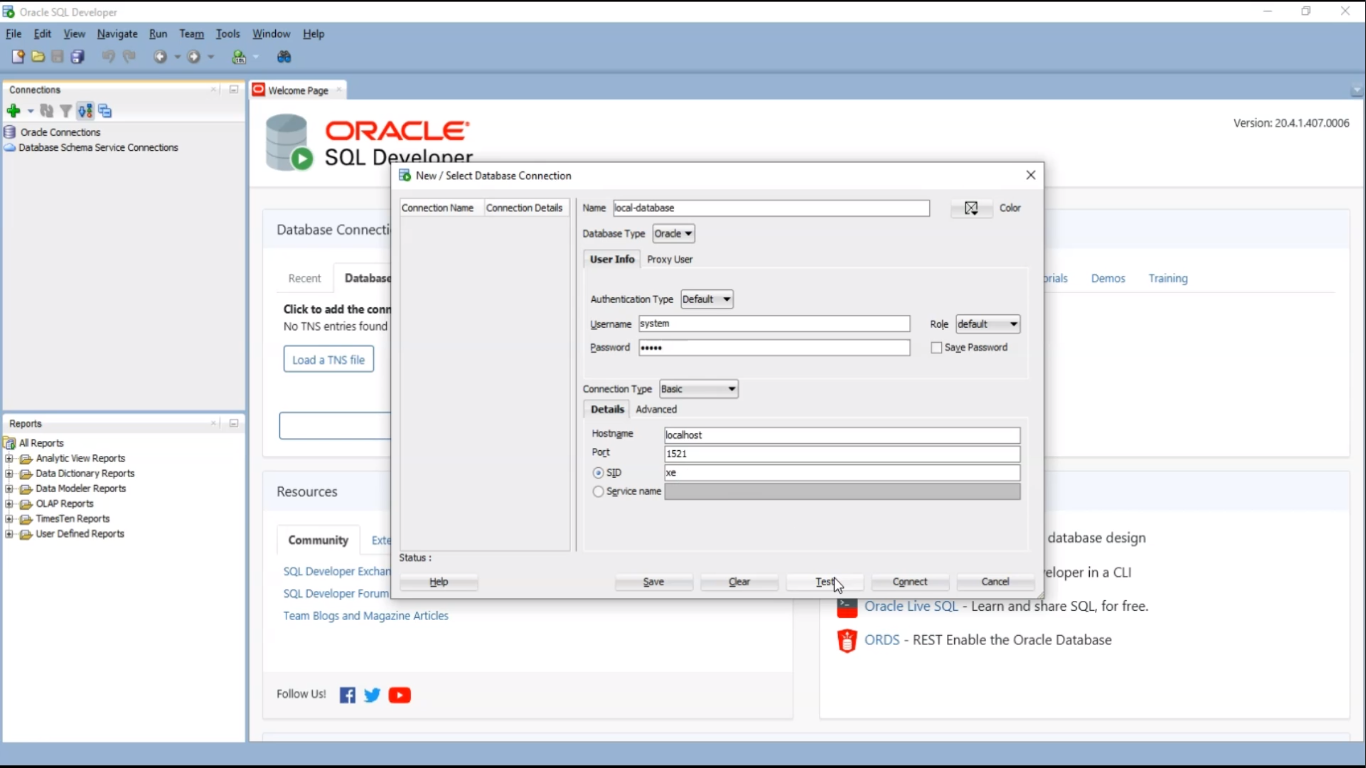 Oracle SQL Developer
File Edit View Navigate Run Team Tools Window Help
Connections
Oracle Connections
Database Schema Service Connections
Reports
All Reports
Analytic View Reports
Data Dictionary Reports
Data Modeler Reports
OLAP Reports
TimesTen Reports
User Defined Reports
Welcome Page
ORACLE
SQL Developer
Version: 20.4.1.407.0006
Database Connecti
Recent Database
Click to add the conn
No TNS entries found
Load a TNS file
orials Demos Training
Resources
Community Exte
SQL Developer Exchan
SQL Developer Forum
Team Blogs and Magazine Articles
Follow Us!
database design
veloper in a CLI
Oracle Live SQL - Learn and share SQL, for free.
ORDS - REST Enable the Oracle Database
New / Select Database Connection
Connection Name Connection Details
Name local-database Color
Database Type Oracle
User Info Proxy User
Authentication Type Default
Username system Role default
Password ••••• Save Password
Connection Type Basic
Details Advanced
Hostname localhost
Port 1521
SID xe
Service name
Status :
Help Save Clear Test Connect Cancel